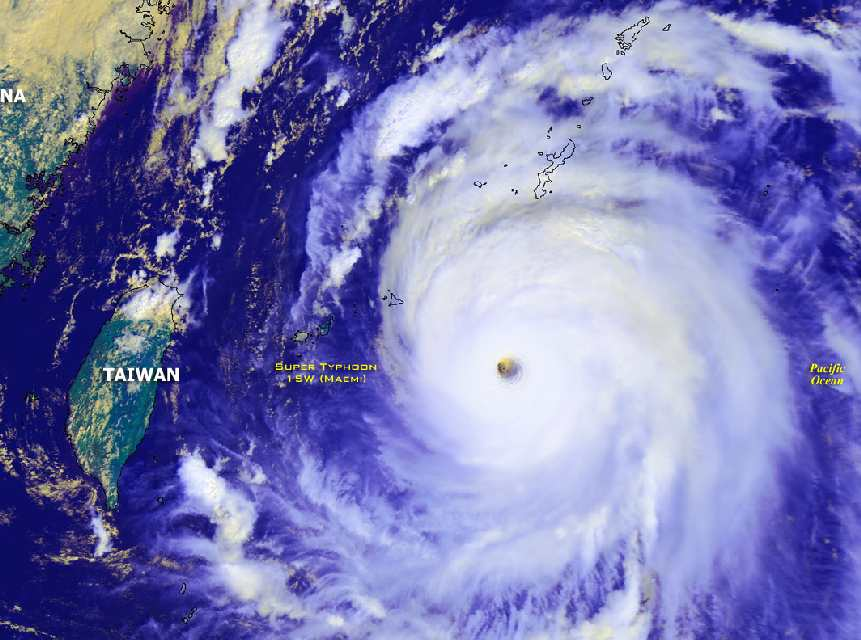 NA
TAIWAN
Super Typhoon
15W (Maemi)
Pacific
Ocean